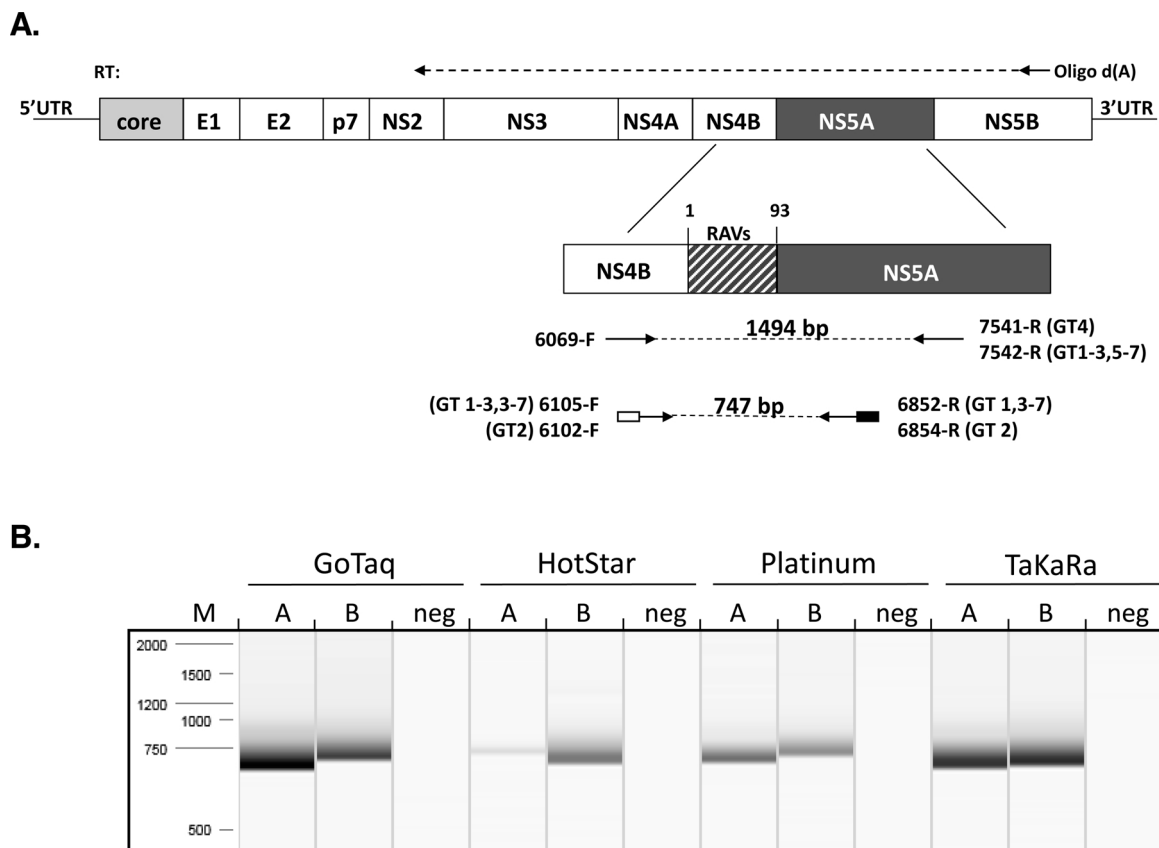 A.
RT:
Oligo d(A)
5’UTR
core E1 E2 p7 NS2 NS3 NS4A NS4B NS5A NS5B
3’UTR
1 93
RAVs
NS4B NS5A
6069-F
1494 bp
7541-R (GT4)
7542-R (GT1-3,5-7)
(GT 1-3,3-7) 6105-F
(GT2) 6102-F
747 bp
6852-R (GT 1,3-7)
6854-R (GT 2)
B.
GoTaq HotStar Platinum TaKaRa
M A B neg A B neg A B neg A B neg
2000
1500
1200
1000
750
500